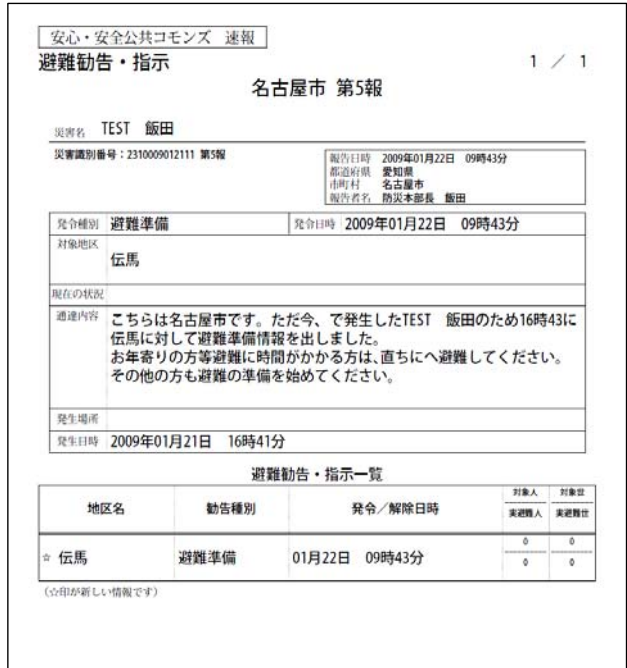 安心・安全公共コモンズ　速報
避難勧告・指示
1 ／ 1
名古屋市 第5報
災害名 TEST 飯田
災害識別番号：2310009012111 第5報
報告日時 2009年01月22日 09時43分
都道府県 愛知県
市町村 名古屋市
報告者名 防災本部長 飯田
発令種別 避難準備
発令日時 2009年01月22日 09時43分
対象地区
伝馬
現在の状況
通達内容 こちらは名古屋市です。ただ今、で発生したTEST 飯田のため16時43に
伝馬に対して避難準備情報を出しました。
お年寄りの方等避難に時間がかかる方は、直ちにへ避難してください。
その他の方も避難の準備を始めてください。
発生場所
発生日時 2009年01月21日 16時41分
避難勧告・指示一覧
地区名 勧告種別 発令／解除日時 対象人 対象世
実避難人 実避難世
☆ 伝馬 避難準備 01月22日 09時43分 0 0
0 0
(☆印が新しい情報です)